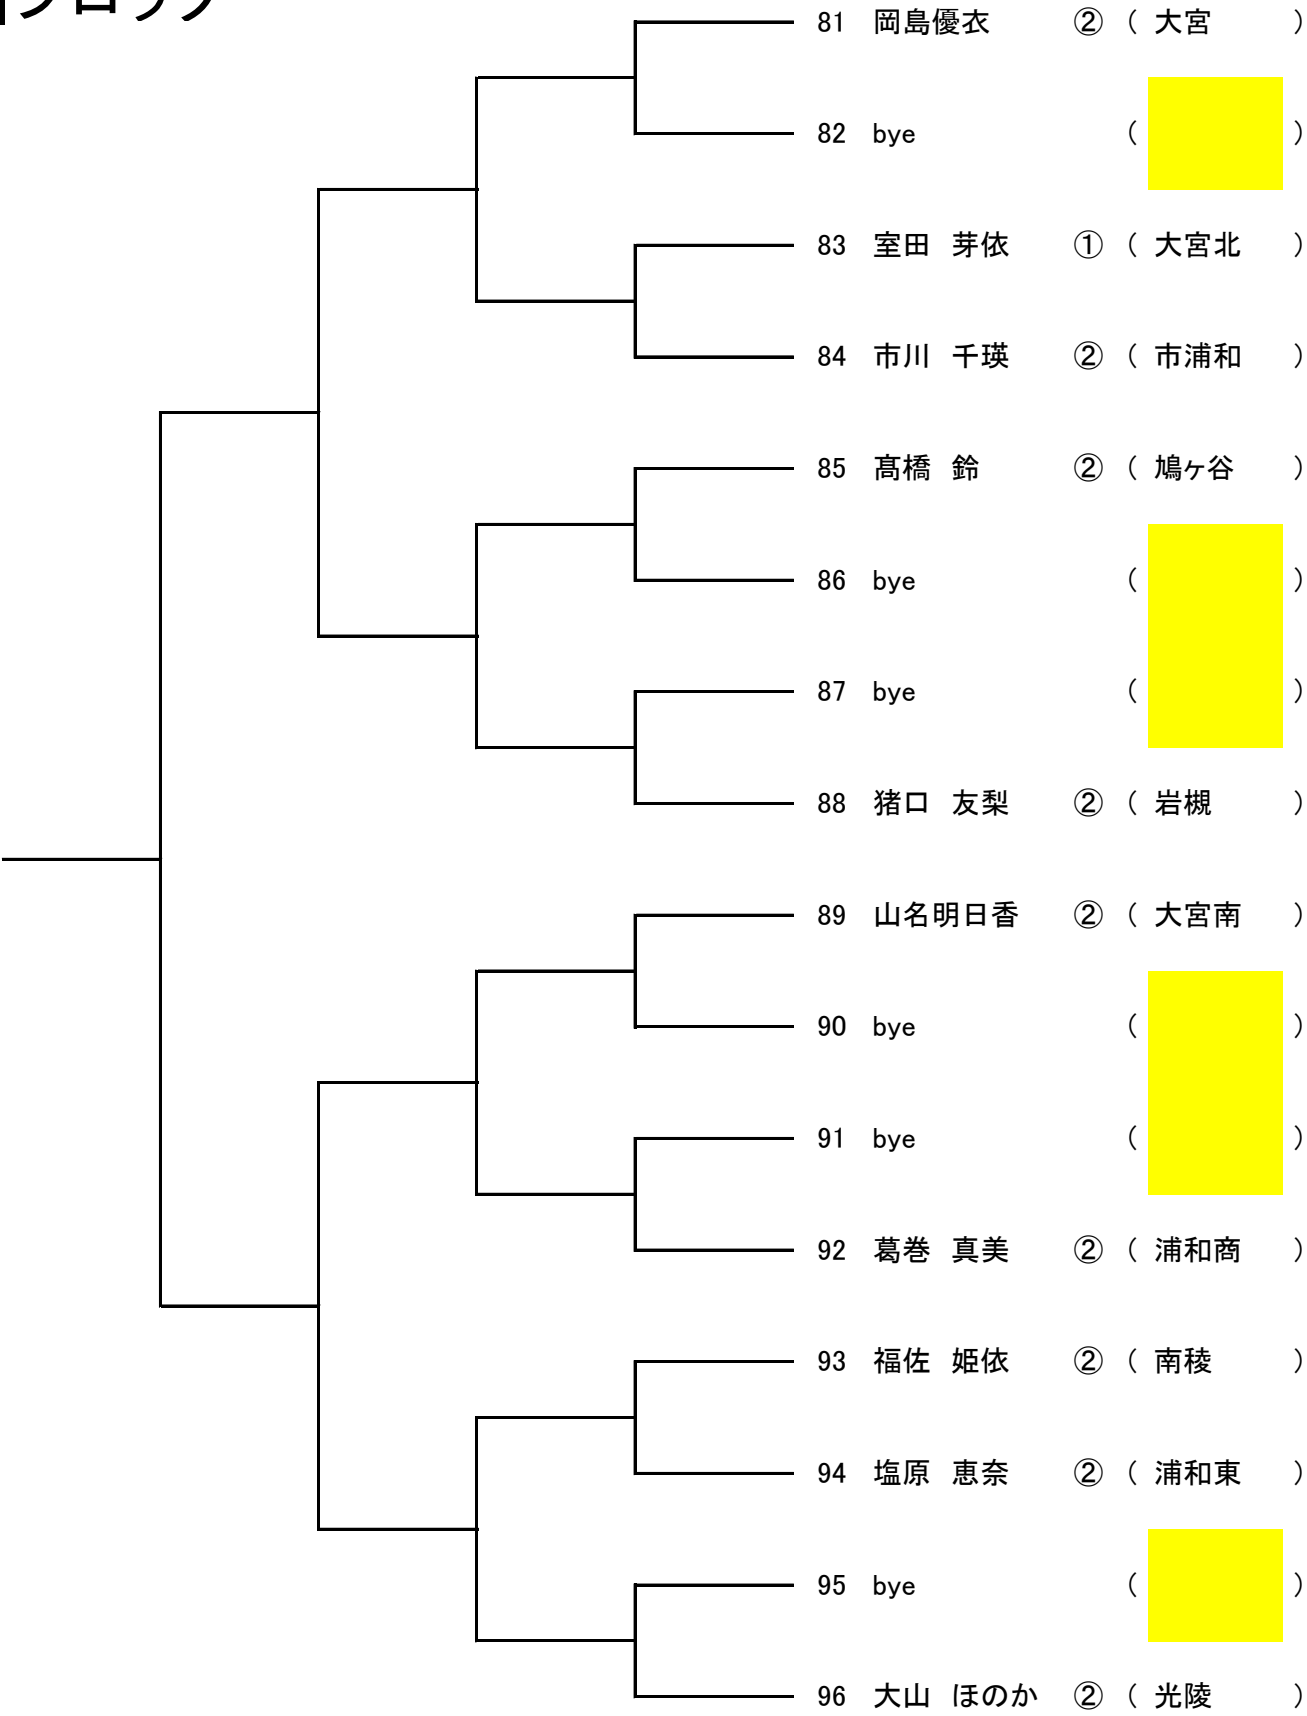 ブロック
81 岡島優衣 ② ( 大宮 )
82 bye ( )
83 室田 芽依 ① ( 大宮北 )
84 市川 千瑛 ② ( 市浦和 )
85 髙橋 鈴 ② ( 鳩ヶ谷 )
86 bye ( )
87 bye ( )
88 猪口 友梨 ② ( 岩槻 )
89 山名明日香 ② ( 大宮南 )
90 bye ( )
91 bye ( )
92 葛巻 真美 ② ( 浦和商 )
93 福佐 姫依 ② ( 南稜 )
94 塩原 恵奈 ② ( 浦和東 )
95 bye ( )
96 大山 ほのか ② ( 光陵 )